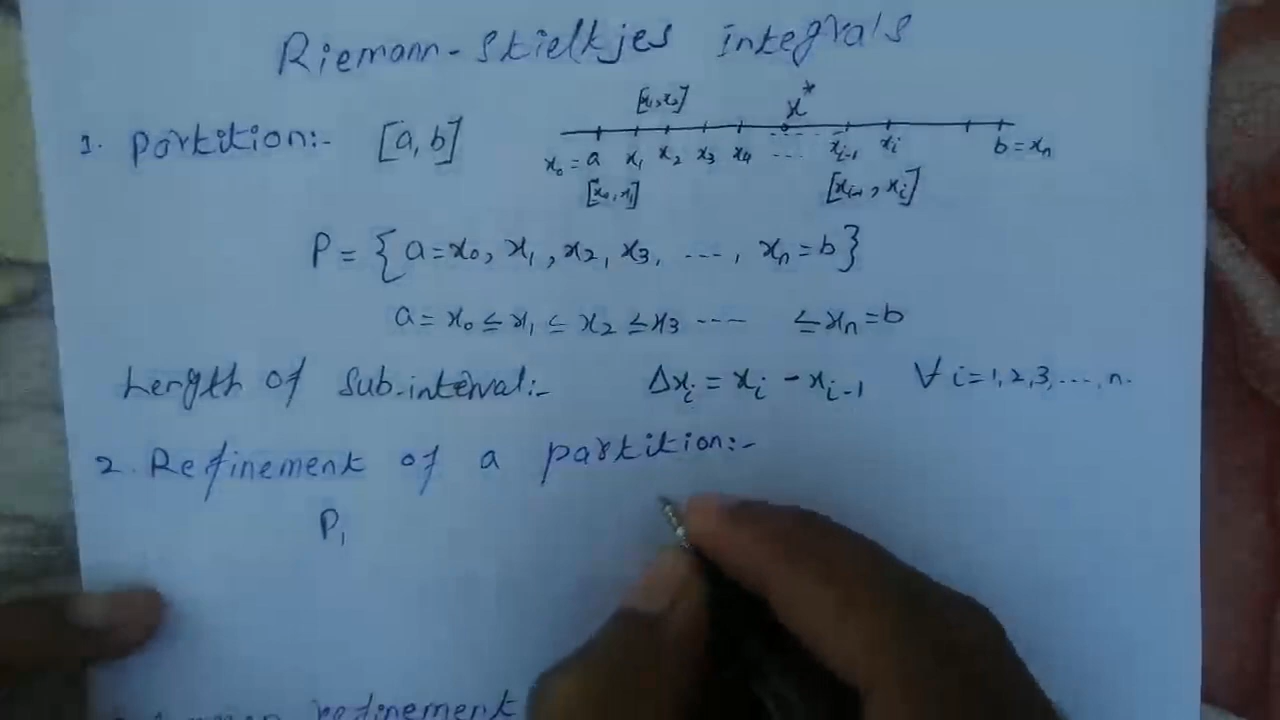 Riemann-Stieltjes integrals
[x₁,x₂] x*
1. partition:- [a,b]
x₀=a x₁ x₂ x₃ x₄ ... xᵢ₋₁ xᵢ b=xₙ
[x₀,x₁] [xᵢ₋₁, xᵢ]
P = {a=x₀, x₁, x₂, x₃, ..., xₙ=b}
a = x₀ ≤ x₁ ≤ x₂ ≤ x₃ ---- ≤ xₙ = b
Length of sub-interval:- Δxᵢ = xᵢ - xᵢ₋₁ ∀ i=1,2,3,...,n.
2. Refinement of a partition:-
P₁
refinement